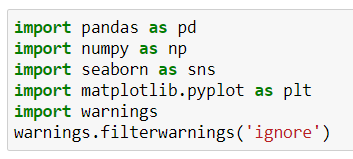 import pandas as pd
import numpy as np
import seaborn as sns
import matplotlib.pyplot as plt
import warnings
warnings.filterwarnings('ignore')